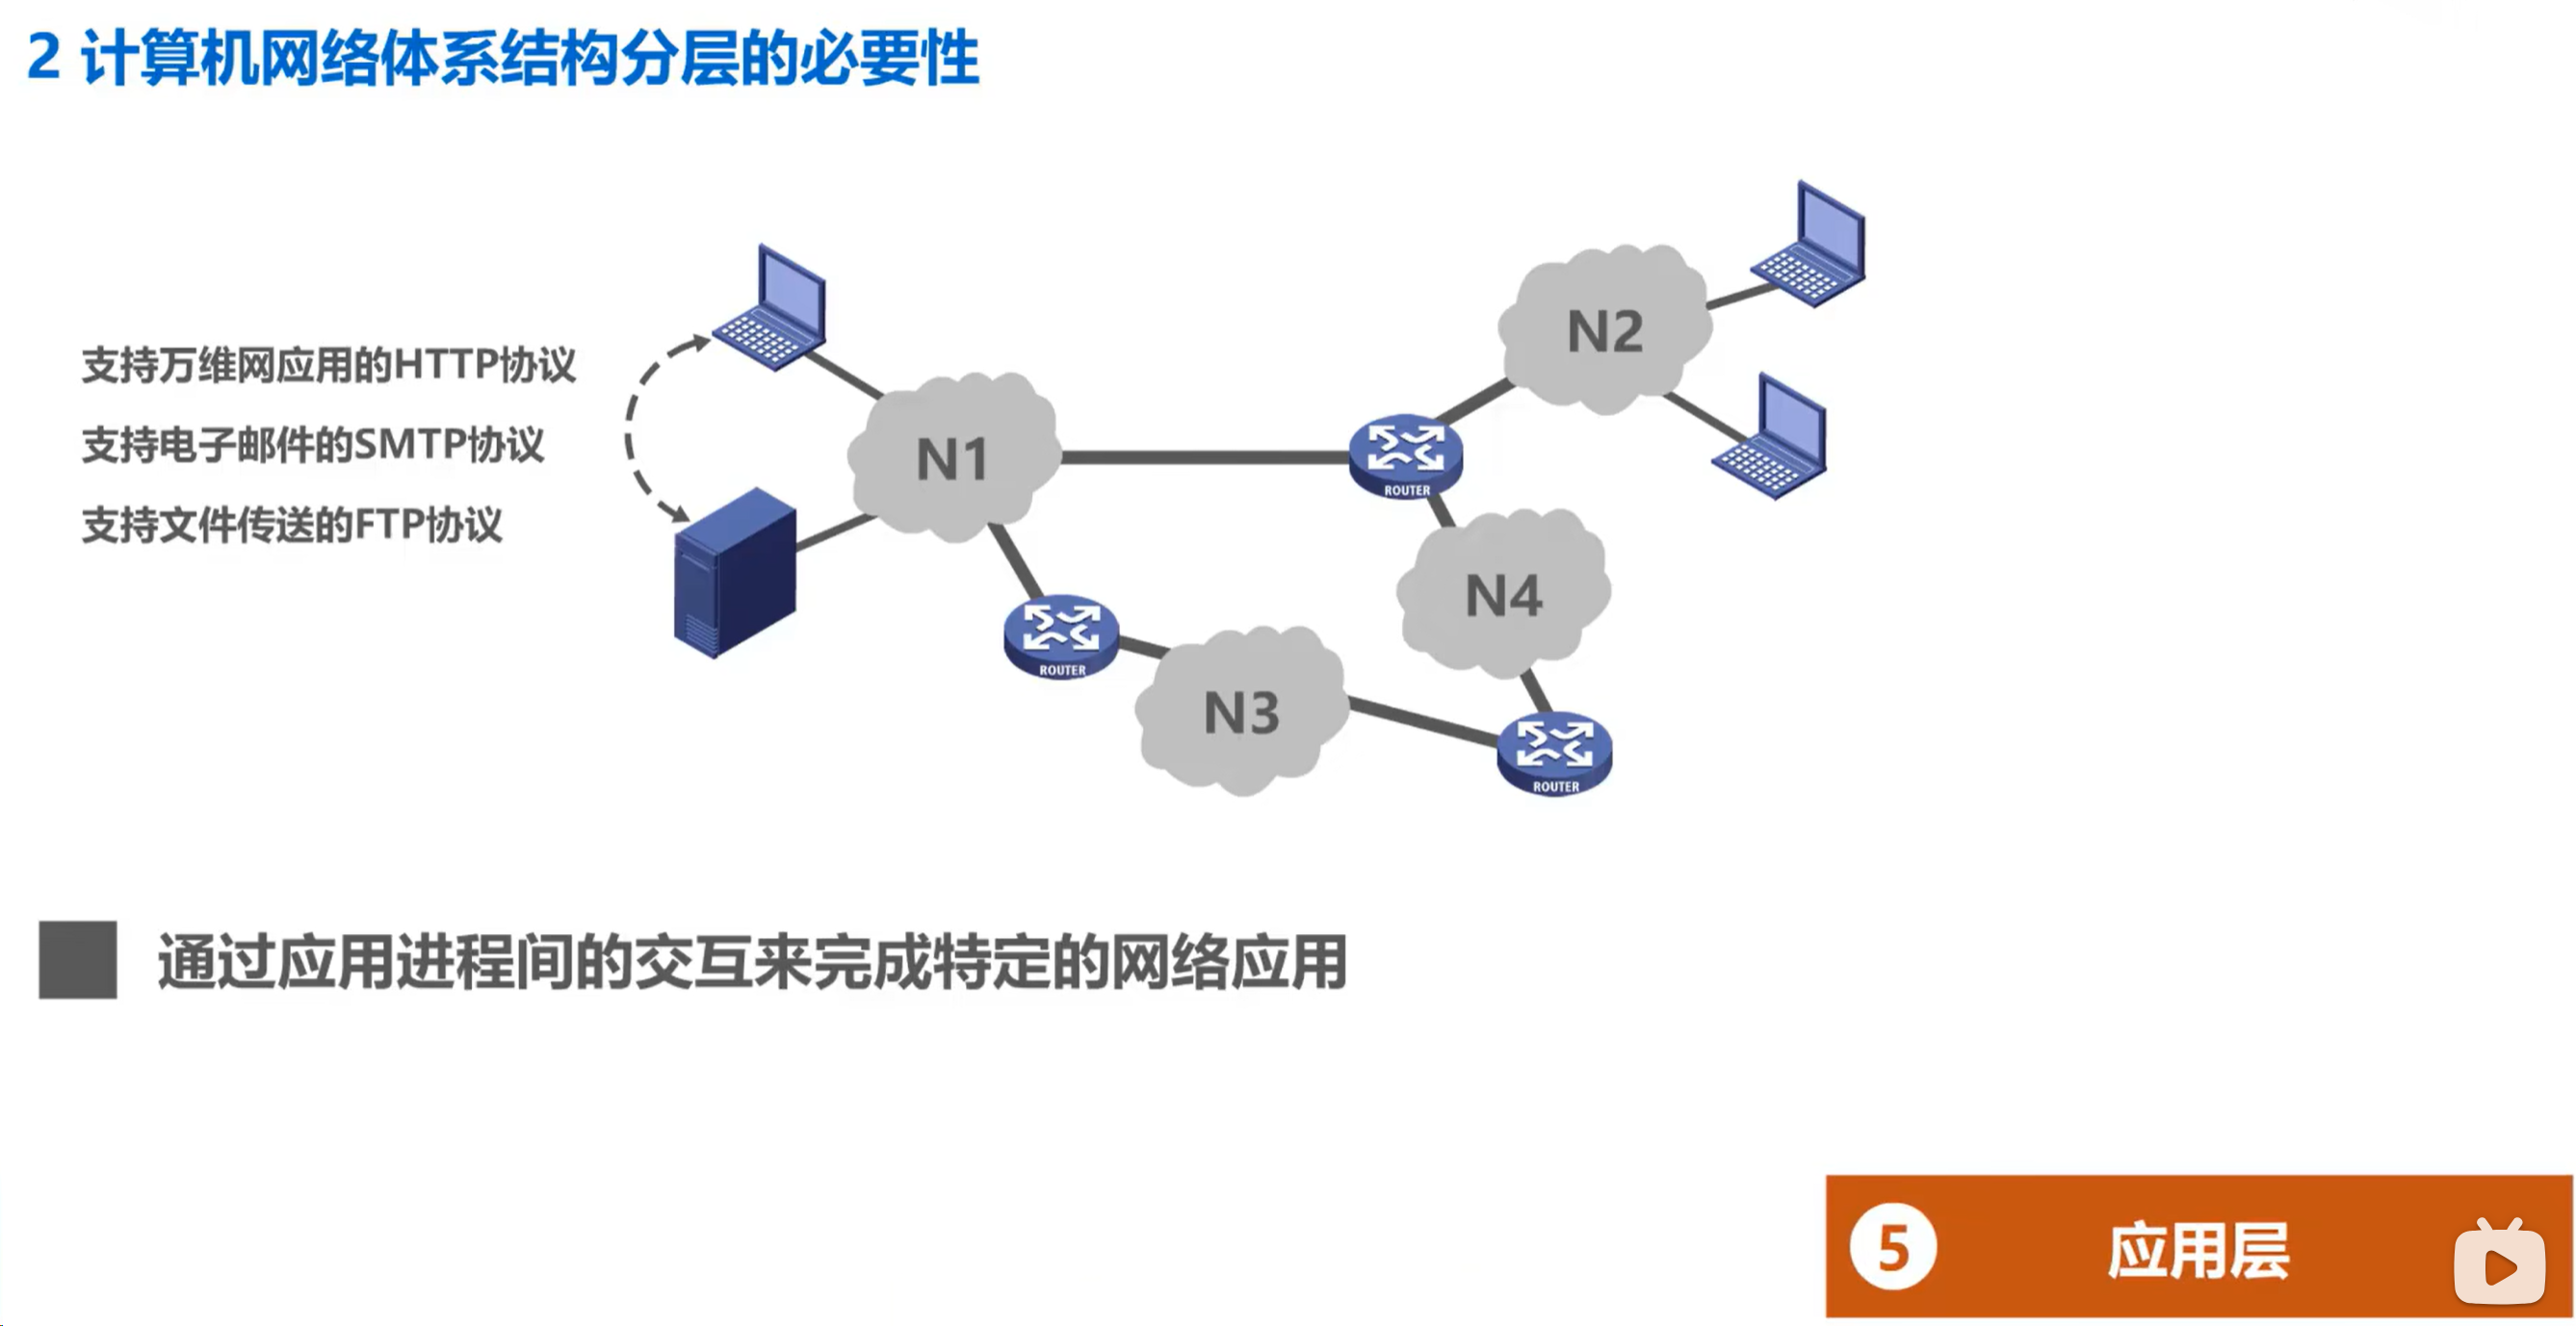 2 计算机网络体系结构分层的必要性
支持万维网应用的HTTP协议
支持电子邮件的SMTP协议
支持文件传送的FTP协议
N1
N2
ROUTER
N4
ROUTER
N3
ROUTER
通过应用进程间的交互来完成特定的网络应用
5 应用层